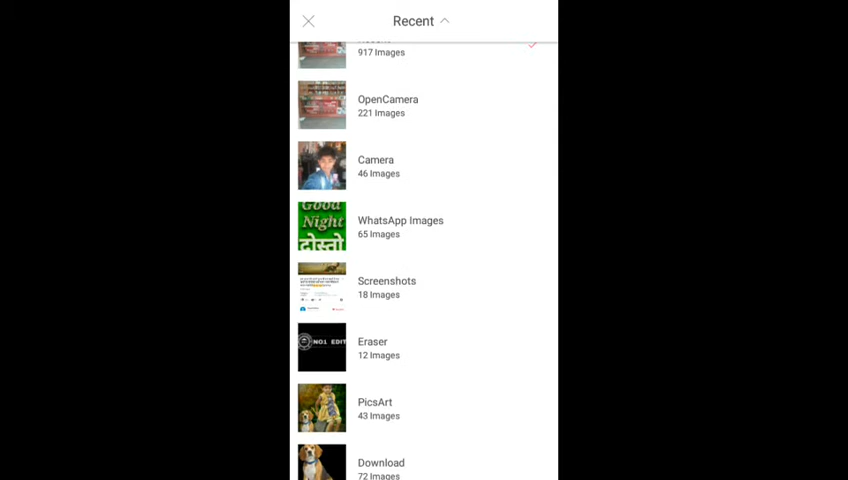 Recent
917 Images
OpenCamera
221 Images
Camera
46 Images
Good
Night
दोस्तो
WhatsApp Images
65 Images
Screenshots
18 Images
NO1 EDIT
Eraser
12 Images
PicsArt
43 Images
Download
72 Images